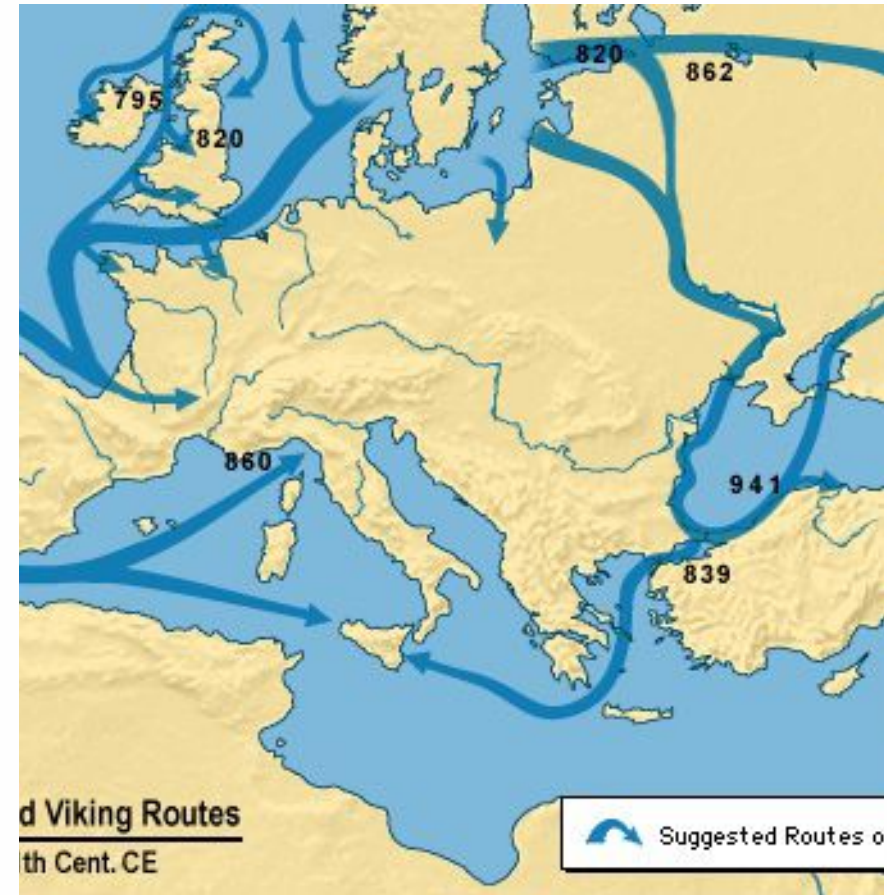 820
862
795
820
860
941
839
d Viking Routes
th Cent. CE
Suggested Routes o